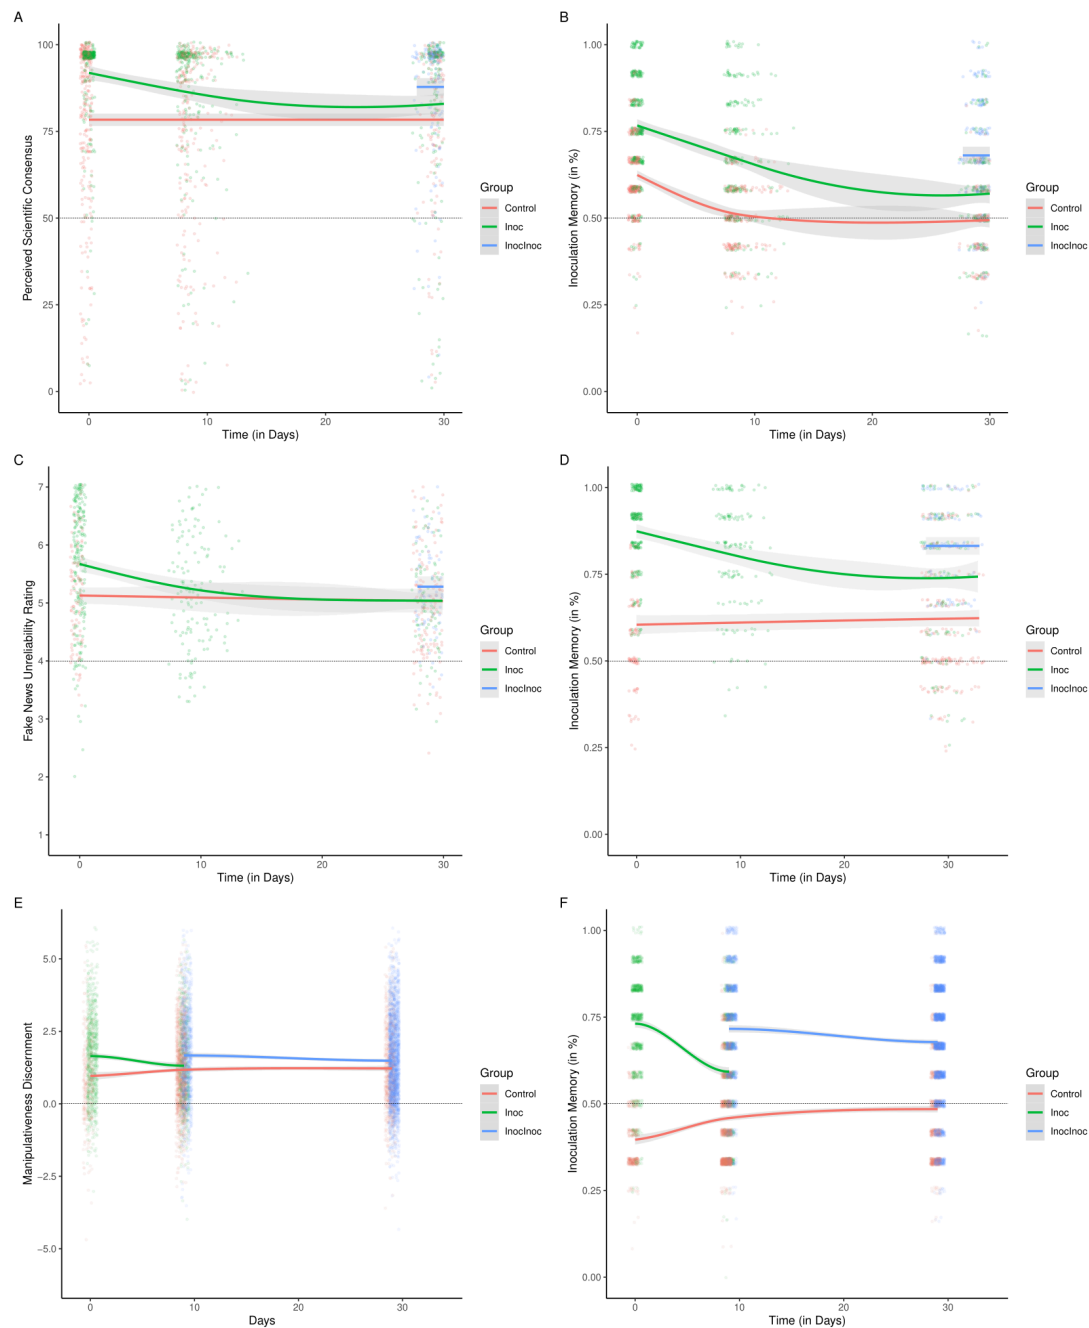 A
100
75
50
25
0
Perceived Scientific Consensus
0 10 20 30
Time (in Days)
Group
Control
Inoc
InocInoc
B
1.00
0.75
0.50
0.25
0.00
Inoculation Memory (in %)
0 10 20 30
Time (in Days)
Group
Control
Inoc
InocInoc
C
7
6
5
4
3
2
1
Fake News Unreliability Rating
0 10 20 30
Time (in Days)
Group
Control
Inoc
InocInoc
D
1.00
0.75
0.50
0.25
0.00
Inoculation Memory (in %)
0 10 20 30
Time (in Days)
Group
Control
Inoc
InocInoc
E
5.0
2.5
0.0
−2.5
−5.0
Manipulativeness Discernment
0 10 20 30
Days
Group
Control
Inoc
InocInoc
F
1.00
0.75
0.50
0.25
0.00
Inoculation Memory (in %)
0 10 20 30
Time (in Days)
Group
Control
Inoc
InocInoc